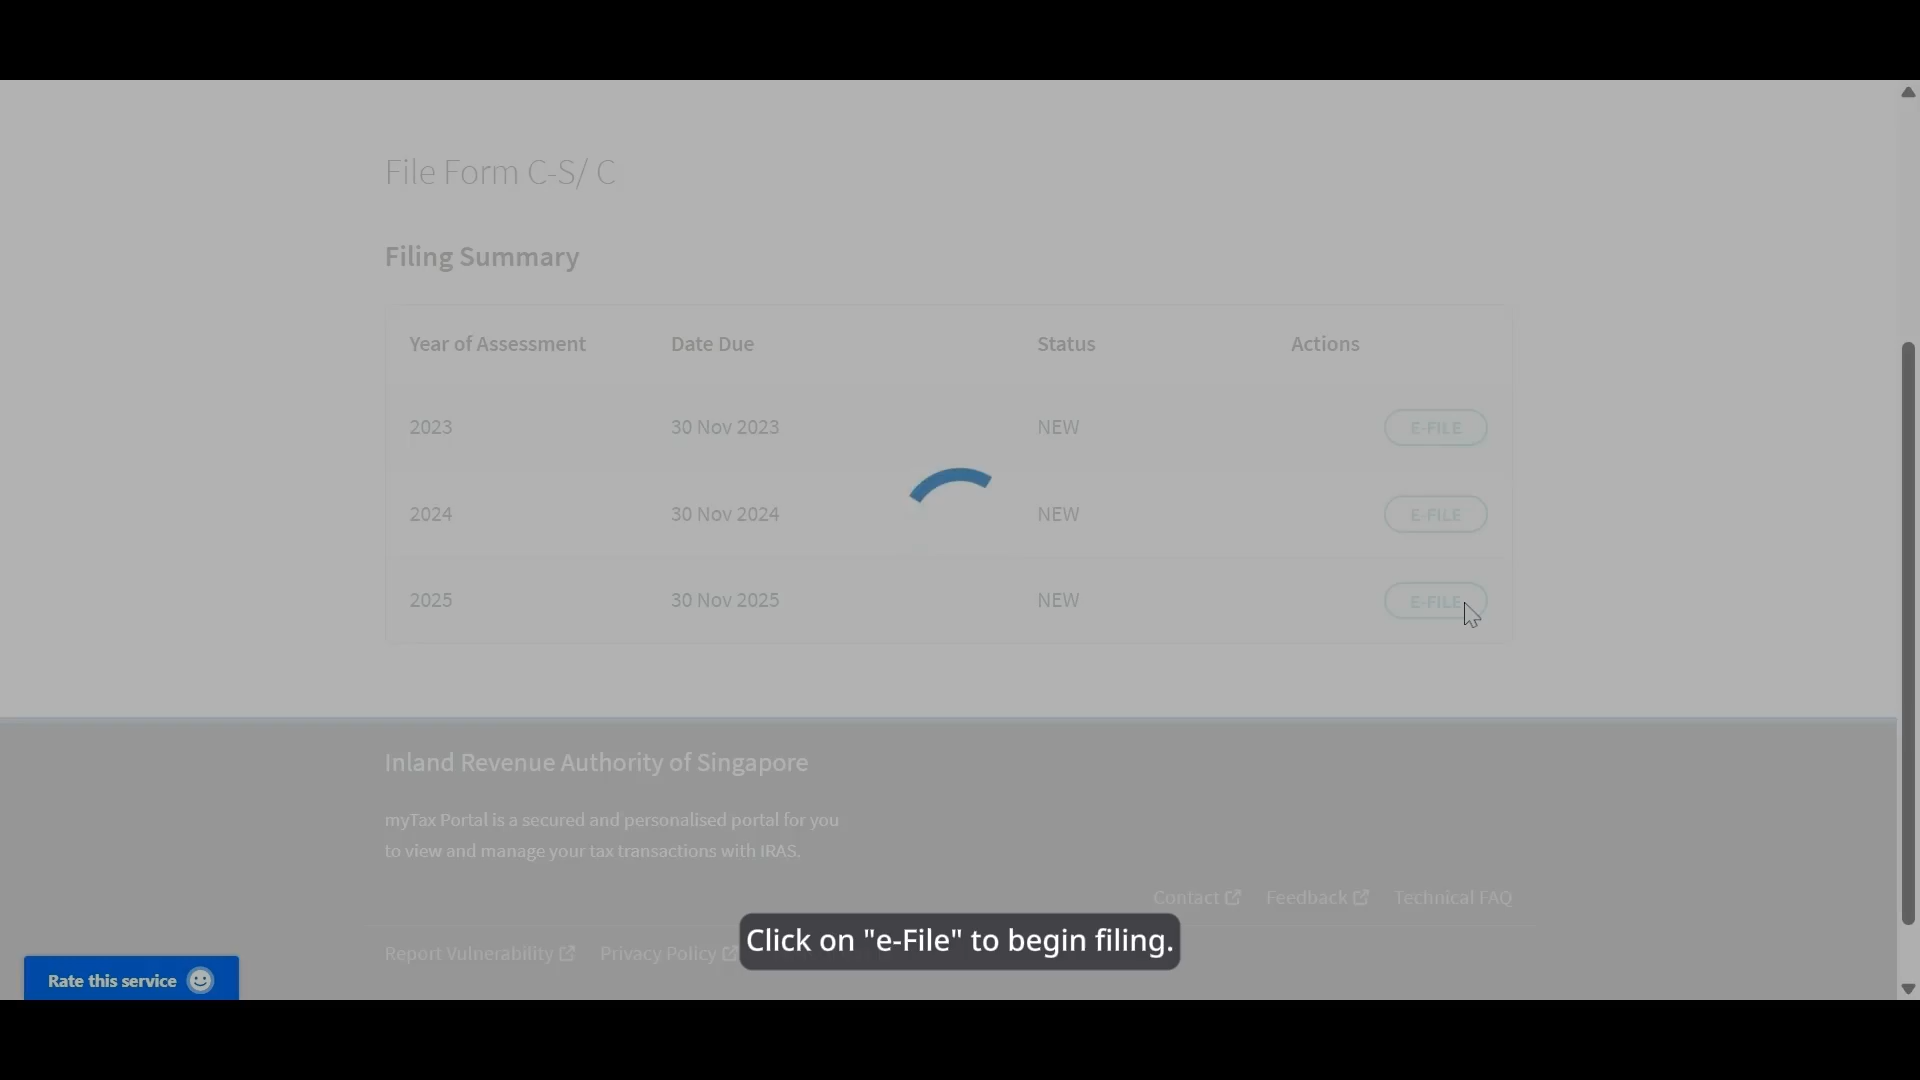 File Form C-S/ C
Filing Summary
Year of Assessment Date Due Status Actions
2023 30 Nov 2023 NEW E-FILE
2024 30 Nov 2024 NEW E-FILE
2025 30 Nov 2025 NEW E-FILE
Inland Revenue Authority of Singapore
myTax Portal is a secured and personalised portal for you
to view and manage your tax transactions with IRAS.
Contact Feedback Technical FAQ
Report Vulnerability Privacy Policy
Click on "e-File" to begin filing.
Rate this service